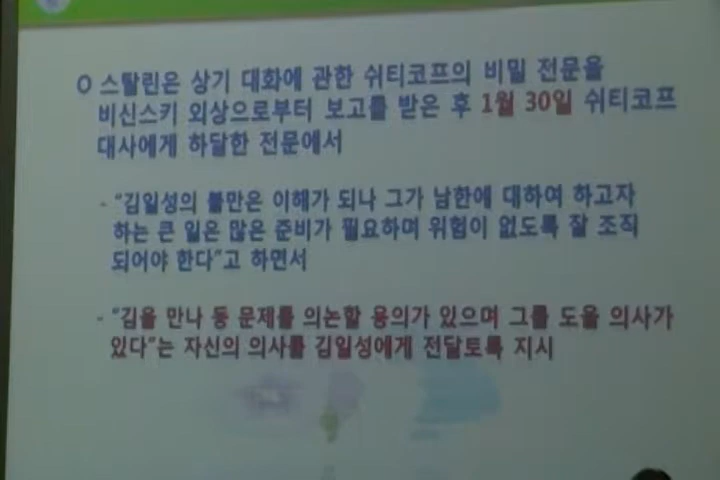 O 스탈린은 상기 대화에 관한 쉬티코프의 비밀 전문을
비신스키 외상으로부터 보고를 받은 후 1월 30일 쉬티코프
대사에게 하달한 전문에서
- "김일성의 불만은 이해가 되나 그가 남한에 대하여 하고자
하는 큰 일은 많은 준비가 필요하며 위험이 없도록 잘 조직
되어야 한다"고 하면서
- "김을 만나 동 문제를 의논할 용의가 있으며 그를 도울 의사가
있다"는 자신의 의사를 김일성에게 전달토록 지시